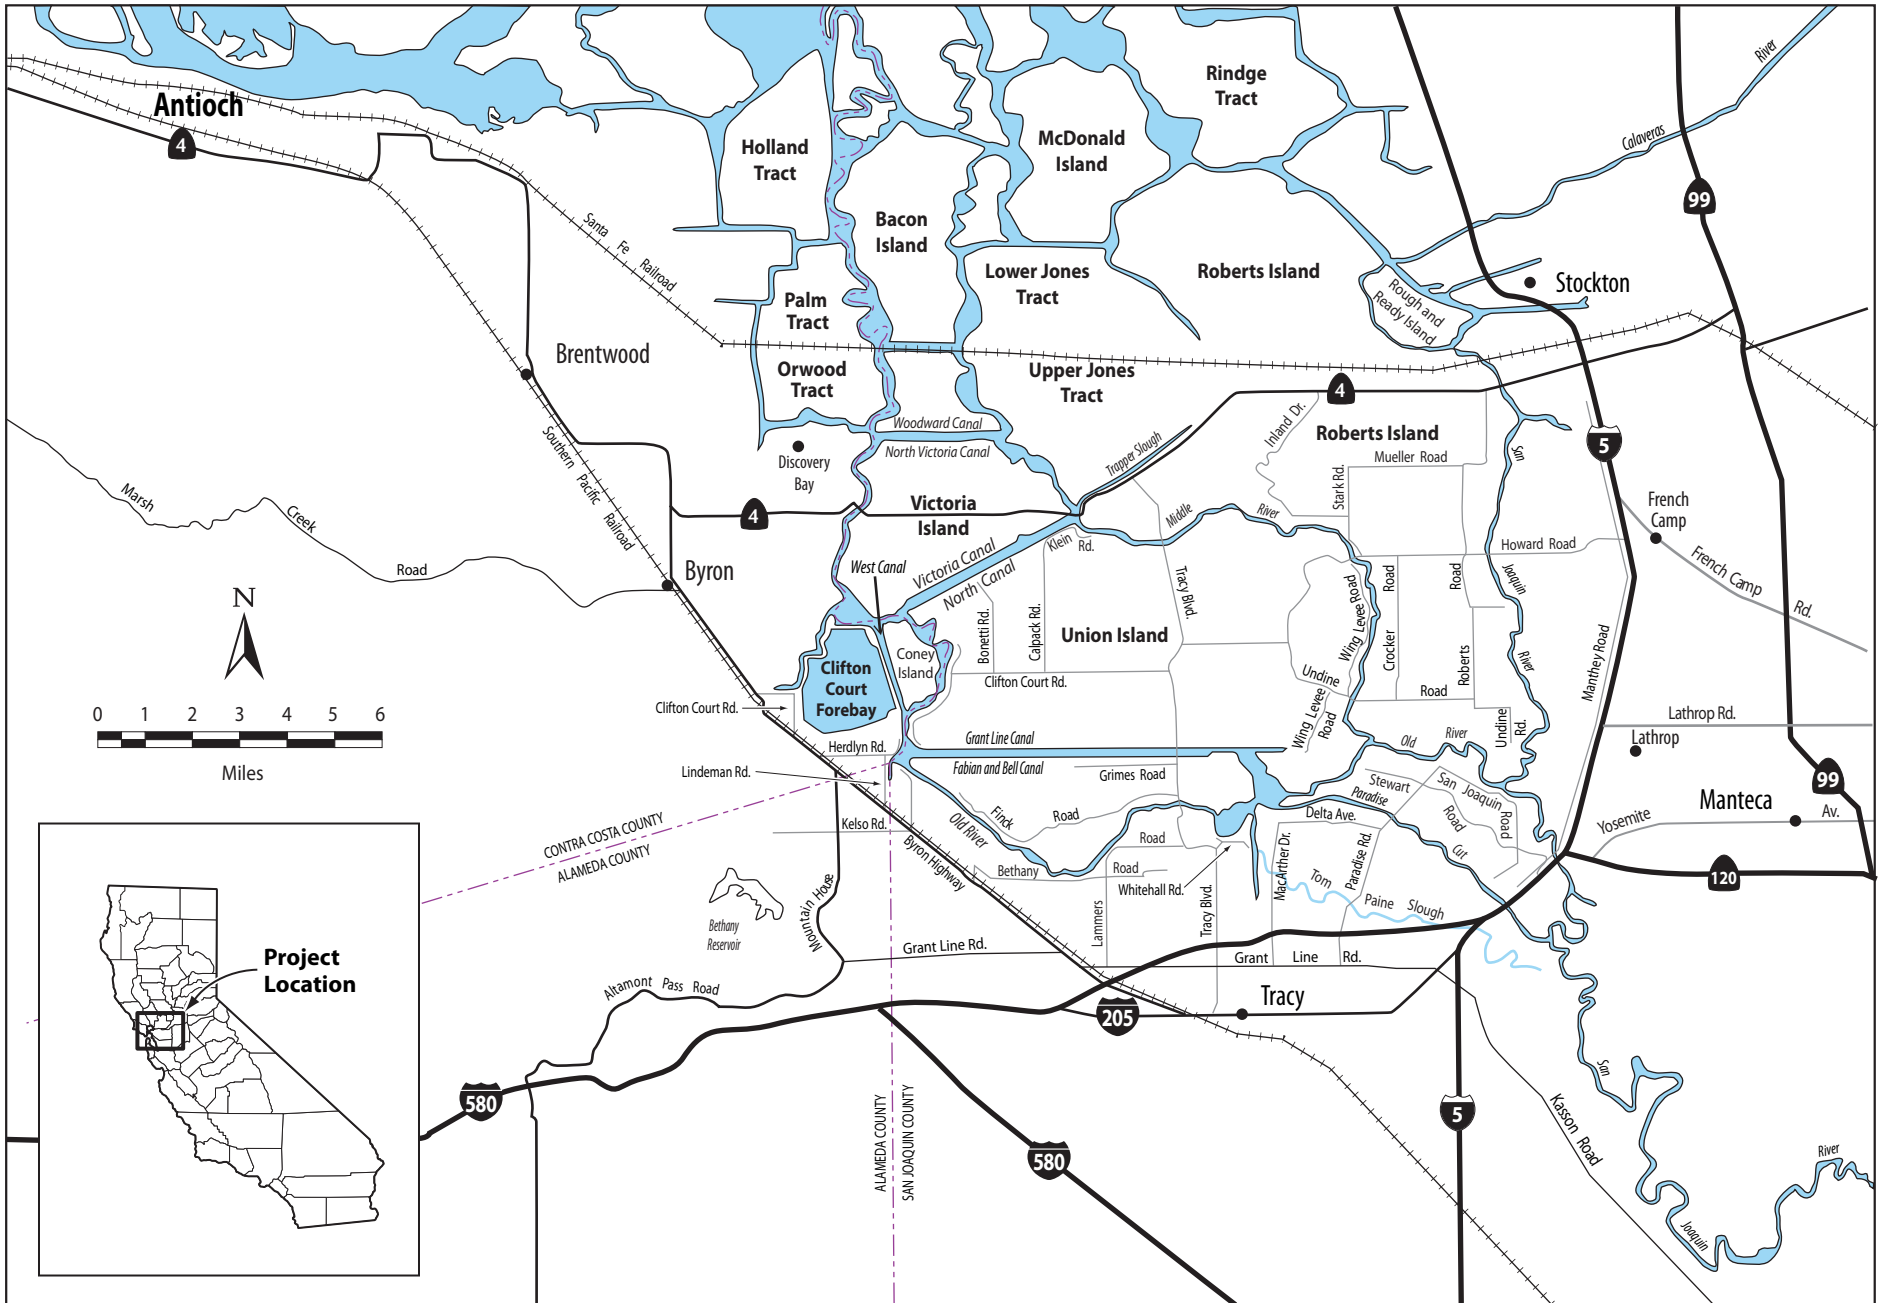 Antioch
4
Holland
Tract
McDonald
Island
Rindge
Tract
River
Calaveras
99
Santa Fe Railroad
Bacon
Island
Lower Jones
Tract
Roberts Island
Palm
Tract
Rough and
Ready Island
Stockton
Brentwood
Orwood
Tract
Upper Jones
Tract
4
Woodward Canal
North Victoria Canal
Discovery
Bay
Trapper Slough
Inland Dr.
Roberts Island
Mueller Road
Stark Rd.
San
5
Southern Pacific Railroad
Marsh Creek Road
4
Victoria
Island
Middle River
French
Camp
French Camp Rd.
Howard Road
Byron
West Canal
Victoria Canal
North Canal
Klein Rd.
Tracy Blvd.
Bonetti Rd.
Calpack Rd.
Union Island
Wing Levee Road
Crocker Road
Roberts Road
Joaquin
River
Manthey Road
N
Clifton
Court
Forebay
Coney
Island
Clifton Court Rd.
Clifton Court Rd.
Undine Road
Wing Levee Road
Undine Rd.
Lathrop Rd.
Lathrop
0 1 2 3 4 5 6
Miles
Herdlyn Rd.
Lindeman Rd.
Grant Line Canal
Fabian and Bell Canal
Grimes Road
Old River
Stewart Road
San Joaquin Road
Paradise Cut
99
Manteca
Yosemite Av.
CONTRA COSTA COUNTY
ALAMEDA COUNTY
Kelso Rd.
Byron Highway
Old River
Finck Road
Delta Ave.
Bethany Road
Road
Whitehall Rd.
MacArther Dr.
Paradise Rd.
Tom Paine Slough
120
Bethany
Reservoir
Mountain House
Lammers
Tracy Blvd.
Grant Line Rd.
Grant Line Rd.
Altamont Pass Road
Project
Location
205
Tracy
580
ALAMEDA COUNTY
SAN JOAQUIN COUNTY
580
5
Kasson Road
San
Joaquin
River